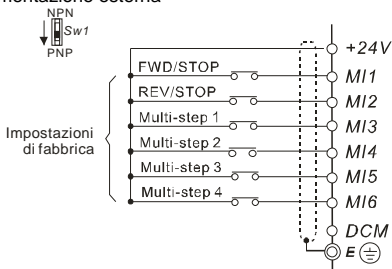 mentazione esterna
NPN
Sw1
PNP
+24V
FWD/STOP
MI1
REV/STOP
MI2
Multi-step 1
MI3
Multi-step 2
MI4
Multi-step 3
MI5
Multi-step 4
MI6
Impostazioni
di fabbrica
DCM
E